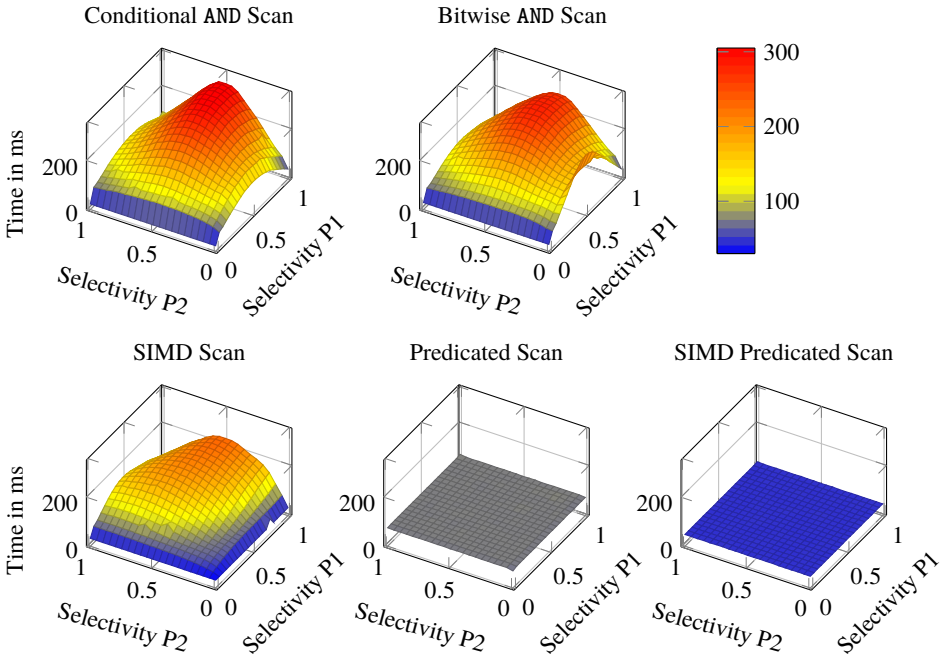 Conditional AND Scan
Bitwise AND Scan
Time in ms
200
0
1
0.5
0
Selectivity P2
0
0.5
1
Selectivity P1
200
0
1
0.5
0
Selectivity P2
0
0.5
1
Selectivity P1
300
200
100
SIMD Scan
Predicated Scan
SIMD Predicated Scan
Time in ms
200
0
1
0.5
0
Selectivity P2
0
0.5
1
Selectivity P1
200
0
1
0.5
0
Selectivity P2
0
0.5
1
Selectivity P1
200
0
1
0.5
0
Selectivity P2
0
0.5
1
Selectivity P1